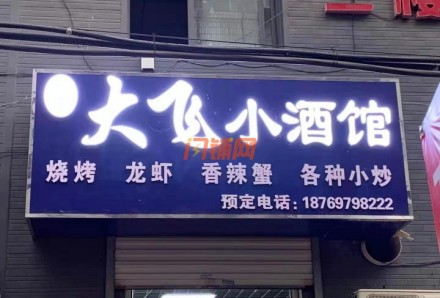 大飞小酒馆
门铺网
烧烤 龙虾 香辣蟹 各种小炒
预定电话：18769798222